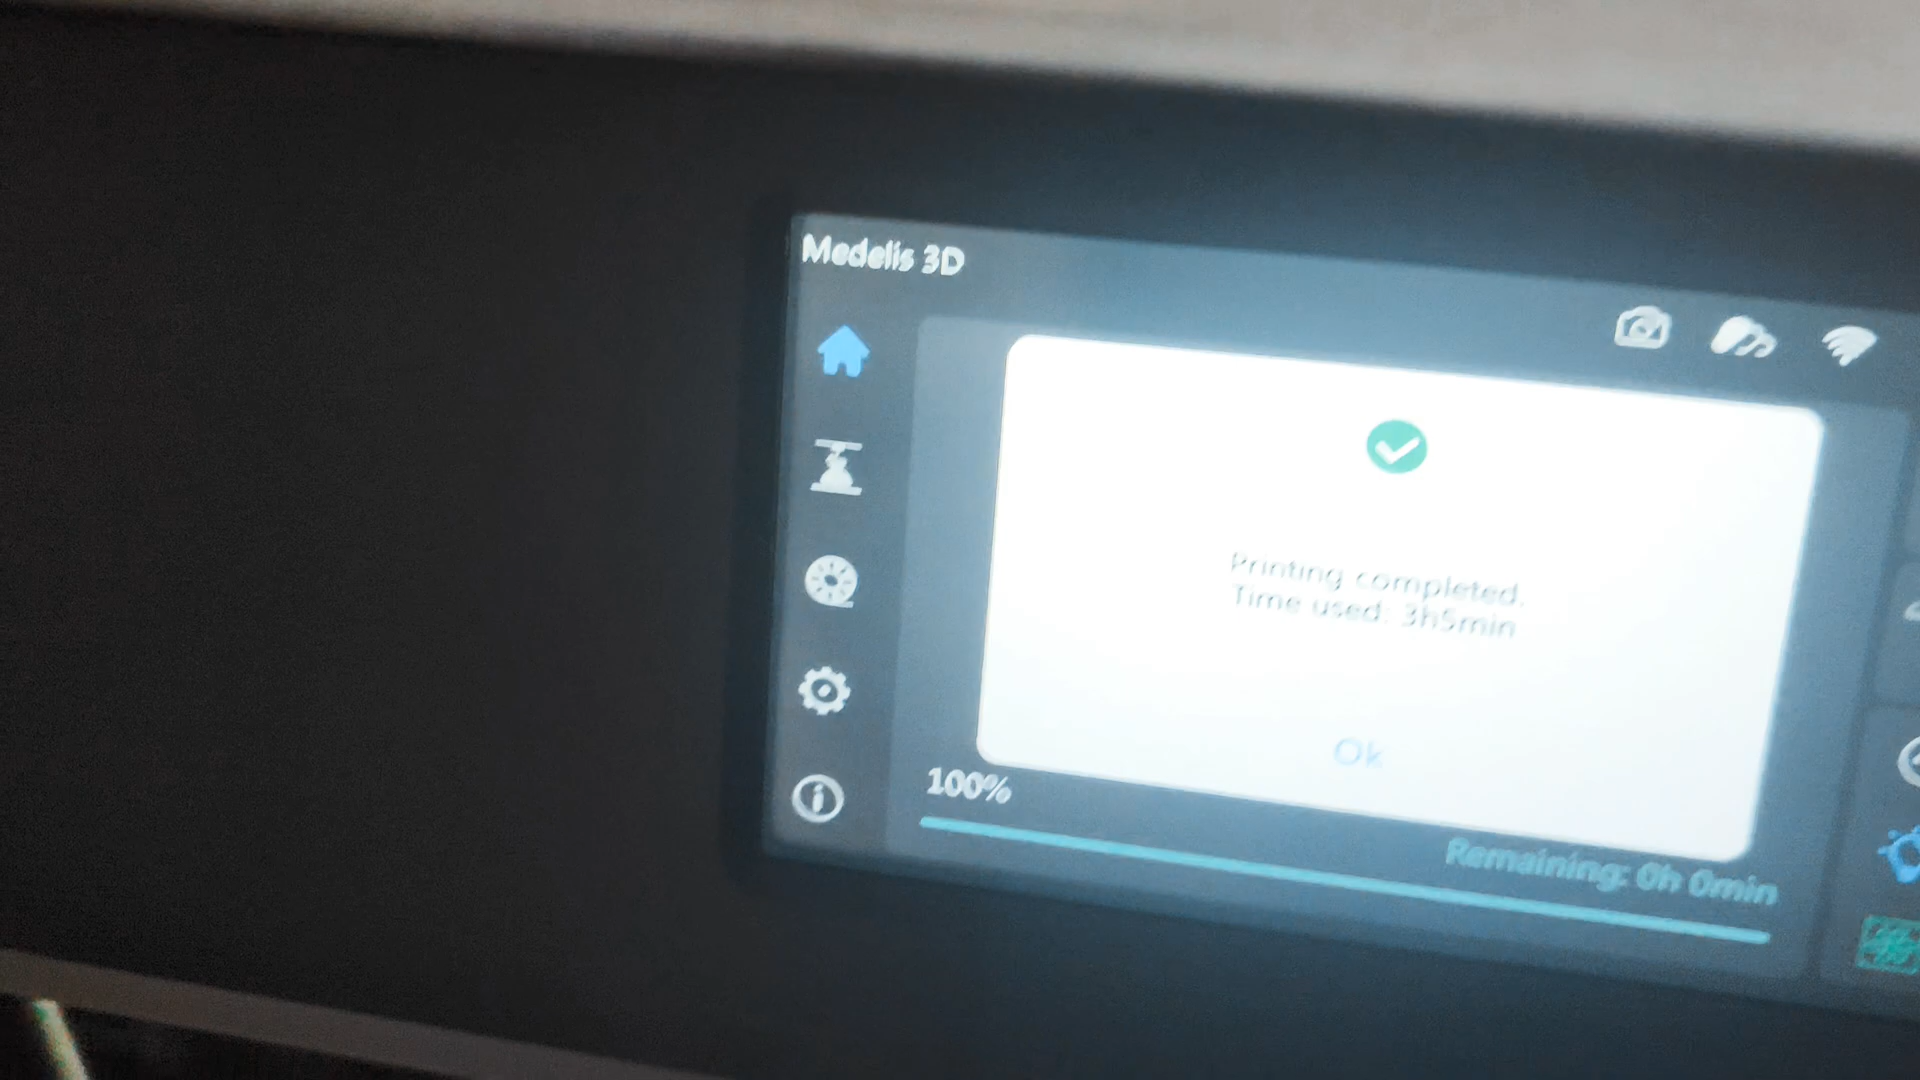 Medelis 3D
Printing completed.
Time used: 3h5min
Ok
100%
Remaining: 0h 0min